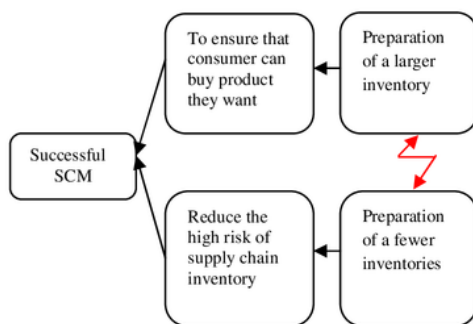 To ensure that
consumer can
buy product
they want
Preparation
of a larger
inventory
Successful
SCM
Reduce the
high risk of
supply chain
inventory
Preparation
of a fewer
inventories